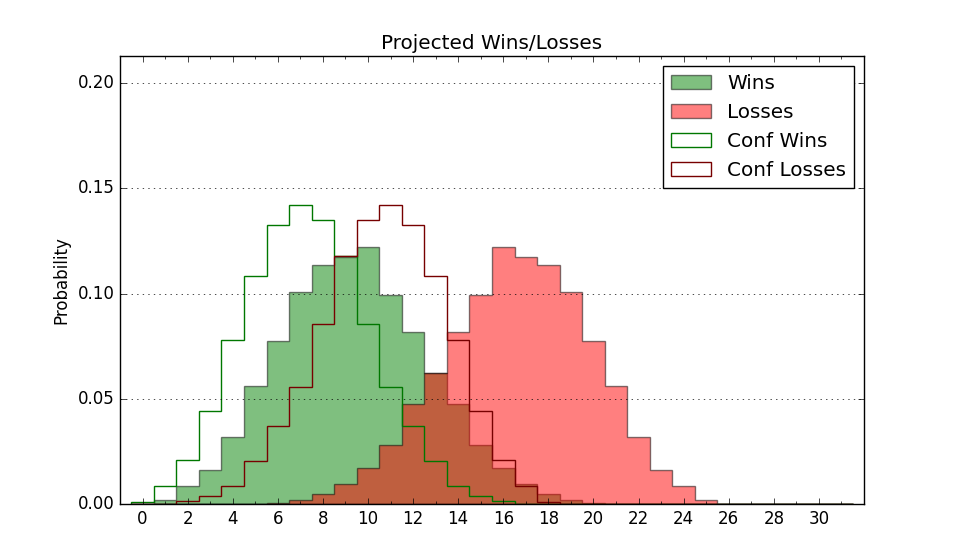 Projected Wins/Losses
Wins
Losses
Conf Wins
Conf Losses
Probability
0.20
0.15
0.10
0.05
0.00
0 2 4 6 8 10 12 14 16 18 20 22 24 26 28 30